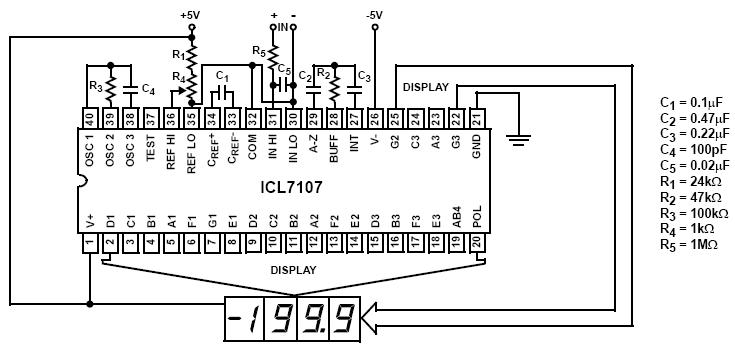 +5V
+
-
IN
-5V
R1
R5
R4
C1
C5
R3
C4
C2
R2
C3
DISPLAY
40 39 38 37 36 35 34 33 32 31 30 29 28 27 26 25 24 23 22 21
OSC 1
OSC 2
OSC 3
TEST
REF HI
REF LO
CREF+
CREF-
COM
IN HI
IN LO
A-Z
BUFF
INT
V-
G2
C3
A3
G3
GND
ICL7107
V+
D1
C1
B1
A1
F1
G1
E1
D2
C2
B2
A2
F2
E2
D3
B3
F3
E3
AB4
POL
1 2 3 4 5 6 7 8 9 10 11 12 13 14 15 16 17 18 19 20
DISPLAY
-199.9
C1 = 0.1μF
C2 = 0.47μF
C3 = 0.22μF
C4 = 100pF
C5 = 0.02μF
R1 = 24kΩ
R2 = 47kΩ
R3 = 100kΩ
R4 = 1kΩ
R5 = 1MΩ